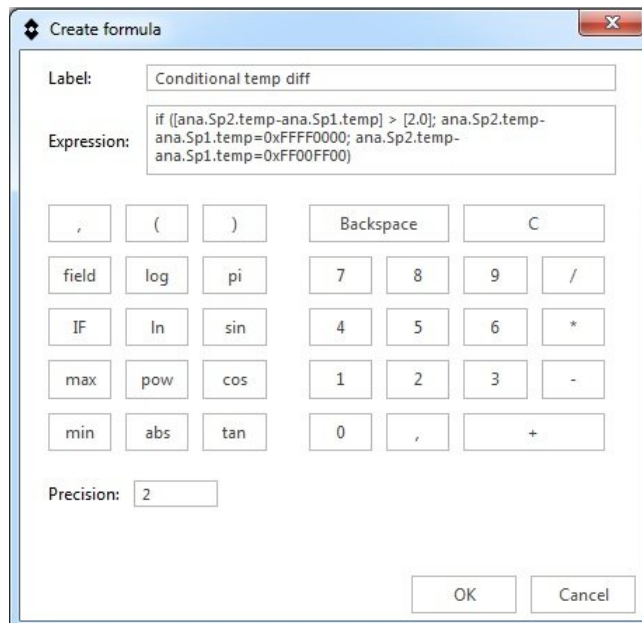 Create formula
Label: Conditional temp diff
Expression: if ([ana.Sp2.temp-ana.Sp1.temp] > [2.0]; ana.Sp2.temp-
ana.Sp1.temp=0xFFFF0000; ana.Sp2.temp-
ana.Sp1.temp=0xFF00FF00)
, ( ) Backspace C
field log pi 7 8 9 /
IF ln sin 4 5 6 *
max pow cos 1 2 3 -
min abs tan 0 , +
Precision: 2
OK Cancel